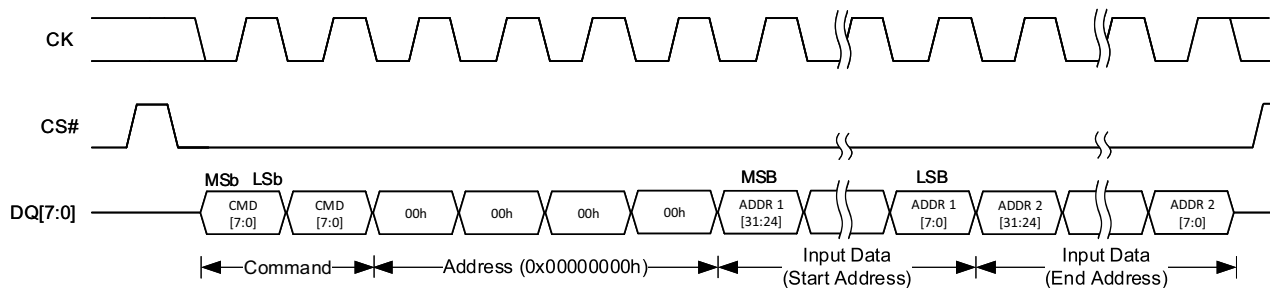 CK
CS#
MSb LSb MSB LSB
DQ[7:0]
CMD [7:0]
CMD [7:0]
00h
00h
00h
00h
ADDR 1 [31:24]
ADDR 1 [7:0]
ADDR 2 [31:24]
ADDR 2 [7:0]
Command
Address (0x00000000h)
Input Data
(Start Address)
Input Data
(End Address)